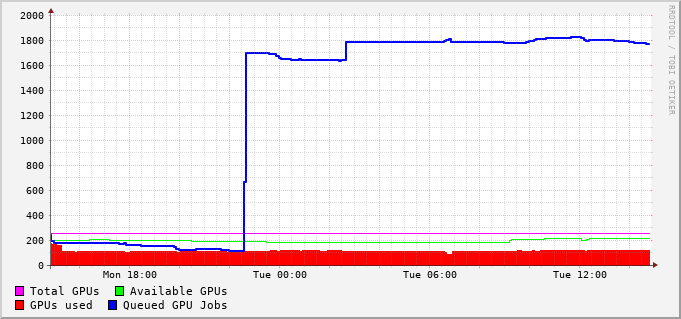 2000
1800
1600
1400
1200
1000
800
600
400
200
0
Mon 18:00 Tue 00:00 Tue 06:00 Tue 12:00
Total GPUs Available GPUs
GPUs used Queued GPU Jobs
RRDTOOL / TOBI OETIKER